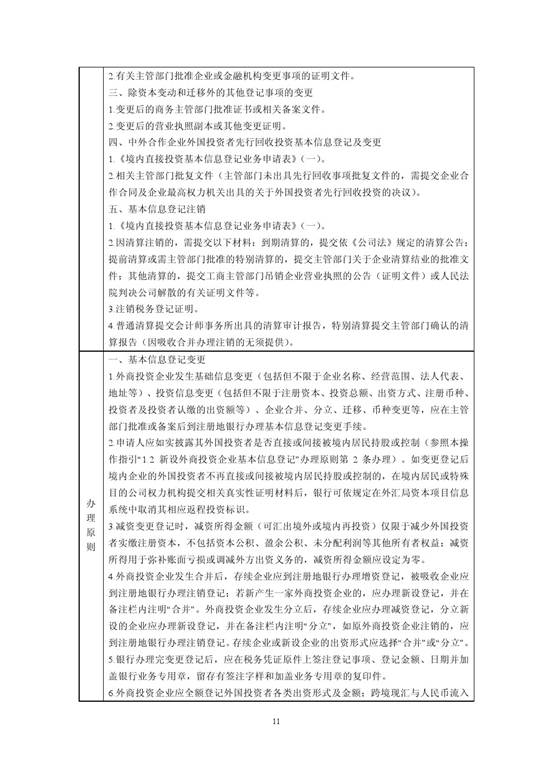 2.有关主管部门批准企业或金融机构变更事项的证明文件。
三、除资本变动和迁移外的其他登记事项的变更
1.变更后的商务主管部门批准证书或相关备案文件。
2.变更后的营业执照副本或其他变更证明。
四、中外合作企业外国投资者先行回收投资基本信息登记及变更
1.《境内直接投资基本信息登记业务申请表》（一）。
2.相关主管部门批复文件（主管部门未出具先行回收事项批复文件的，需提交企业合
作合同及企业最高权力机关出具的关于外国投资者先行回收投资的决议）。
五、基本信息登记注销
1.《境内直接投资基本信息登记业务申请表》（一）。
2.因清算注销的，需提交以下材料：到期清算的，提交依《公司法》规定的清算公告；
提前清算或需主管部门批准的特别清算的，提交主管部门关于企业清算结业的批准文
件；其他清算的，提交工商主管部门吊销企业营业执照的公告（证明文件）或人民法
院判决公司解散的有关证明文件等。
3.注销税务登记证明。
4.普通清算提交会计师事务所出具的清算审计报告，特别清算提交主管部门确认的清
算报告（因吸收合并办理注销的无须提供）。
办
理
原
则
一、基本信息登记变更
1.外商投资企业发生基础信息变更（包括但不限于企业名称、经营范围、法人代表、
地址等）、投资信息变更（包括但不限于注册资本、投资总额、出资方式、注册币种、
投资者及投资者认缴的出资额等）、企业合并、分立、迁移、币种变更等，应在主管
部门批准或备案后到注册地银行办理基本信息登记变更手续。
2.申请人应如实披露其外国投资者是否直接或间接被境内居民持股或控制（参照本操
作指引“1.2 新设外商投资企业基本信息登记”办理原则第 2 条办理）。如变更登记后
境内企业的外国投资者不再直接或间接被境内居民持股或控制的，在境内居民或特殊
目的公司权力机构提交相关真实性证明材料后，银行可依规定在外汇局资本项目信息
系统中取消其相应返程投资标识。
3.减资变更登记时，减资所得金额（可汇出境外或境内再投资）仅限于减少外国投资
者实缴注册资本，不包括资本公积、盈余公积、未分配利润等其他所有者权益；减资
所得用于弥补账面亏损或调减外方出资义务的，减资所得金额应设定为零。
4.外商投资企业发生合并后，存续企业应到注册地银行办理增资登记，被吸收企业应
到注册地银行办理注销登记；若新产生一家外商投资企业的，应办理新设登记，并在
备注栏内注明“合并”。外商投资企业发生分立后，存续企业应办理减资登记，分立新
设的企业应办理新设登记，并在备注栏内注明“分立”，如原外商投资企业注销的，应
到注册地银行办理注销登记。存续企业或新设企业的出资形式应选择“合并”或“分立”。
5.银行办理完变更登记后，应在税务凭证原件上签注登记事项、登记金额、日期并加
盖银行业务专用章，留存有签注字样和加盖业务专用章的复印件。
6.外商投资企业应全额登记外国投资者各类出资形式及金额；跨境现汇与人民币流入
11